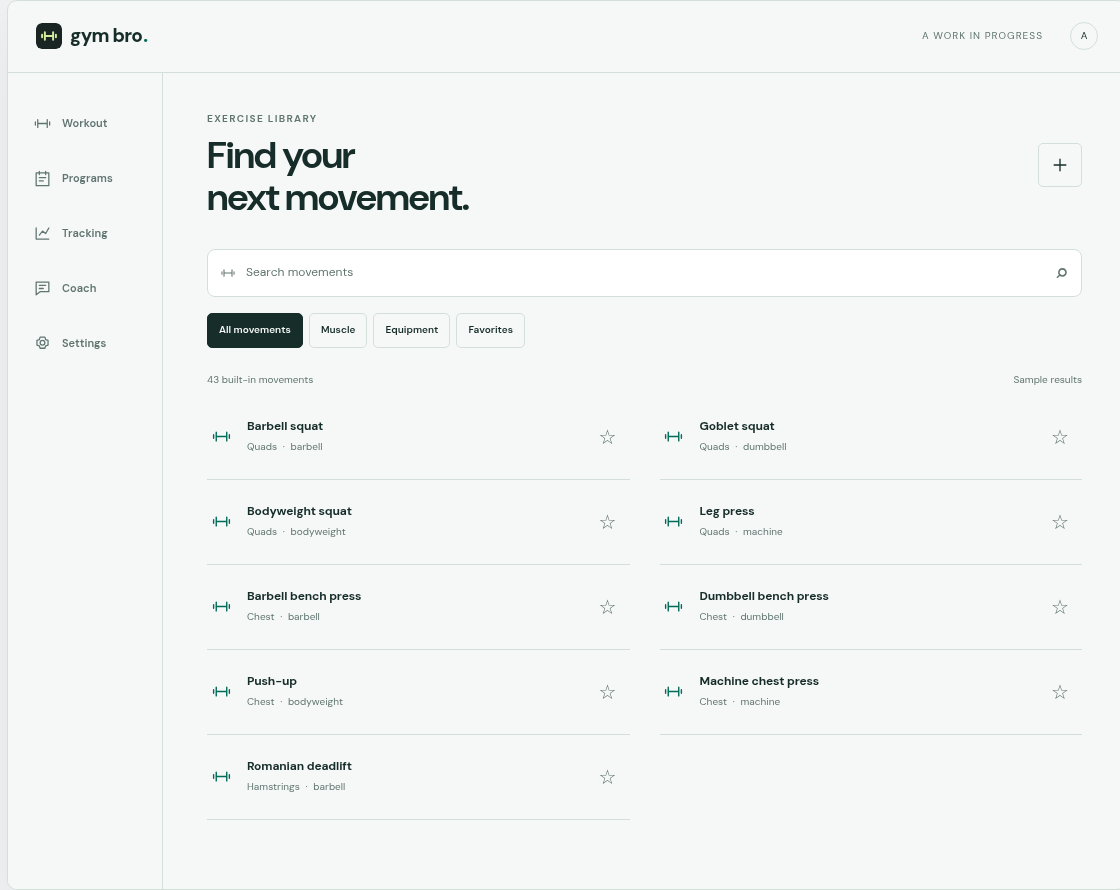 gym bro.
A WORK IN PROGRESS
A
Workout
Programs
Tracking
Coach
Settings
EXERCISE LIBRARY
Find your
next movement.
Search movements
All movements
Muscle
Equipment
Favorites
43 built-in movements
Sample results
Barbell squat
Quads · barbell
Goblet squat
Quads · dumbbell
Bodyweight squat
Quads · bodyweight
Leg press
Quads · machine
Barbell bench press
Chest · barbell
Dumbbell bench press
Chest · dumbbell
Push-up
Chest · bodyweight
Machine chest press
Chest · machine
Romanian deadlift
Hamstrings · barbell